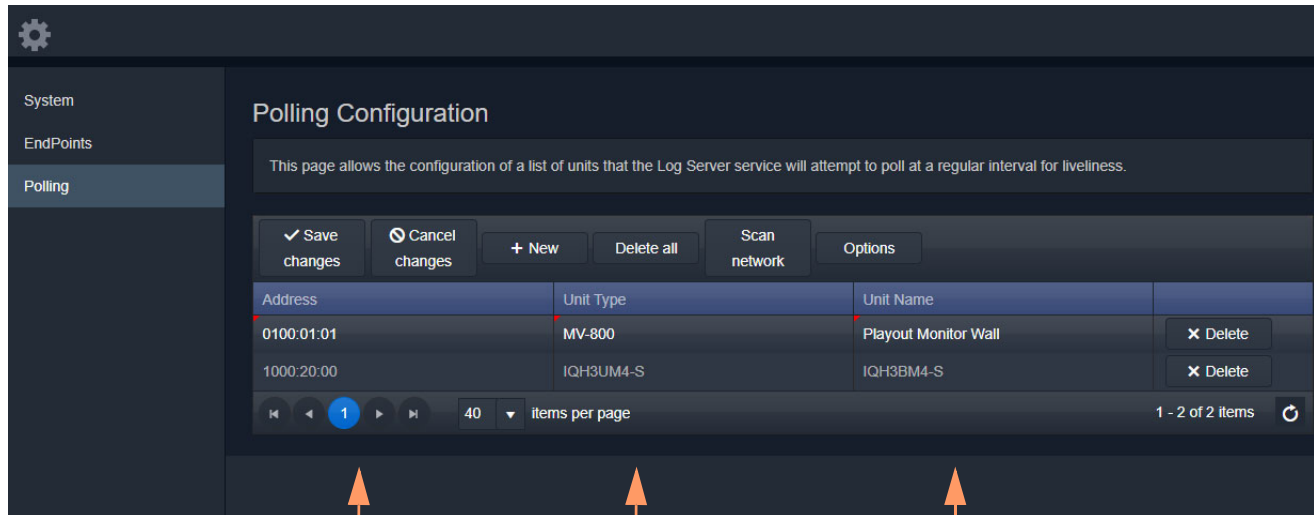 System
EndPoints
Polling
Polling Configuration
This page allows the configuration of a list of units that the Log Server service will attempt to poll at a regular interval for liveliness.
Save changes
Cancel changes
+ New
Delete all
Scan network
Options
Address Unit Type Unit Name
0100:01:01 MV-800 Playout Monitor Wall × Delete
1000:20:00 IQH3UM4-S IQH3BM4-S × Delete
1 40 items per page 1 - 2 of 2 items